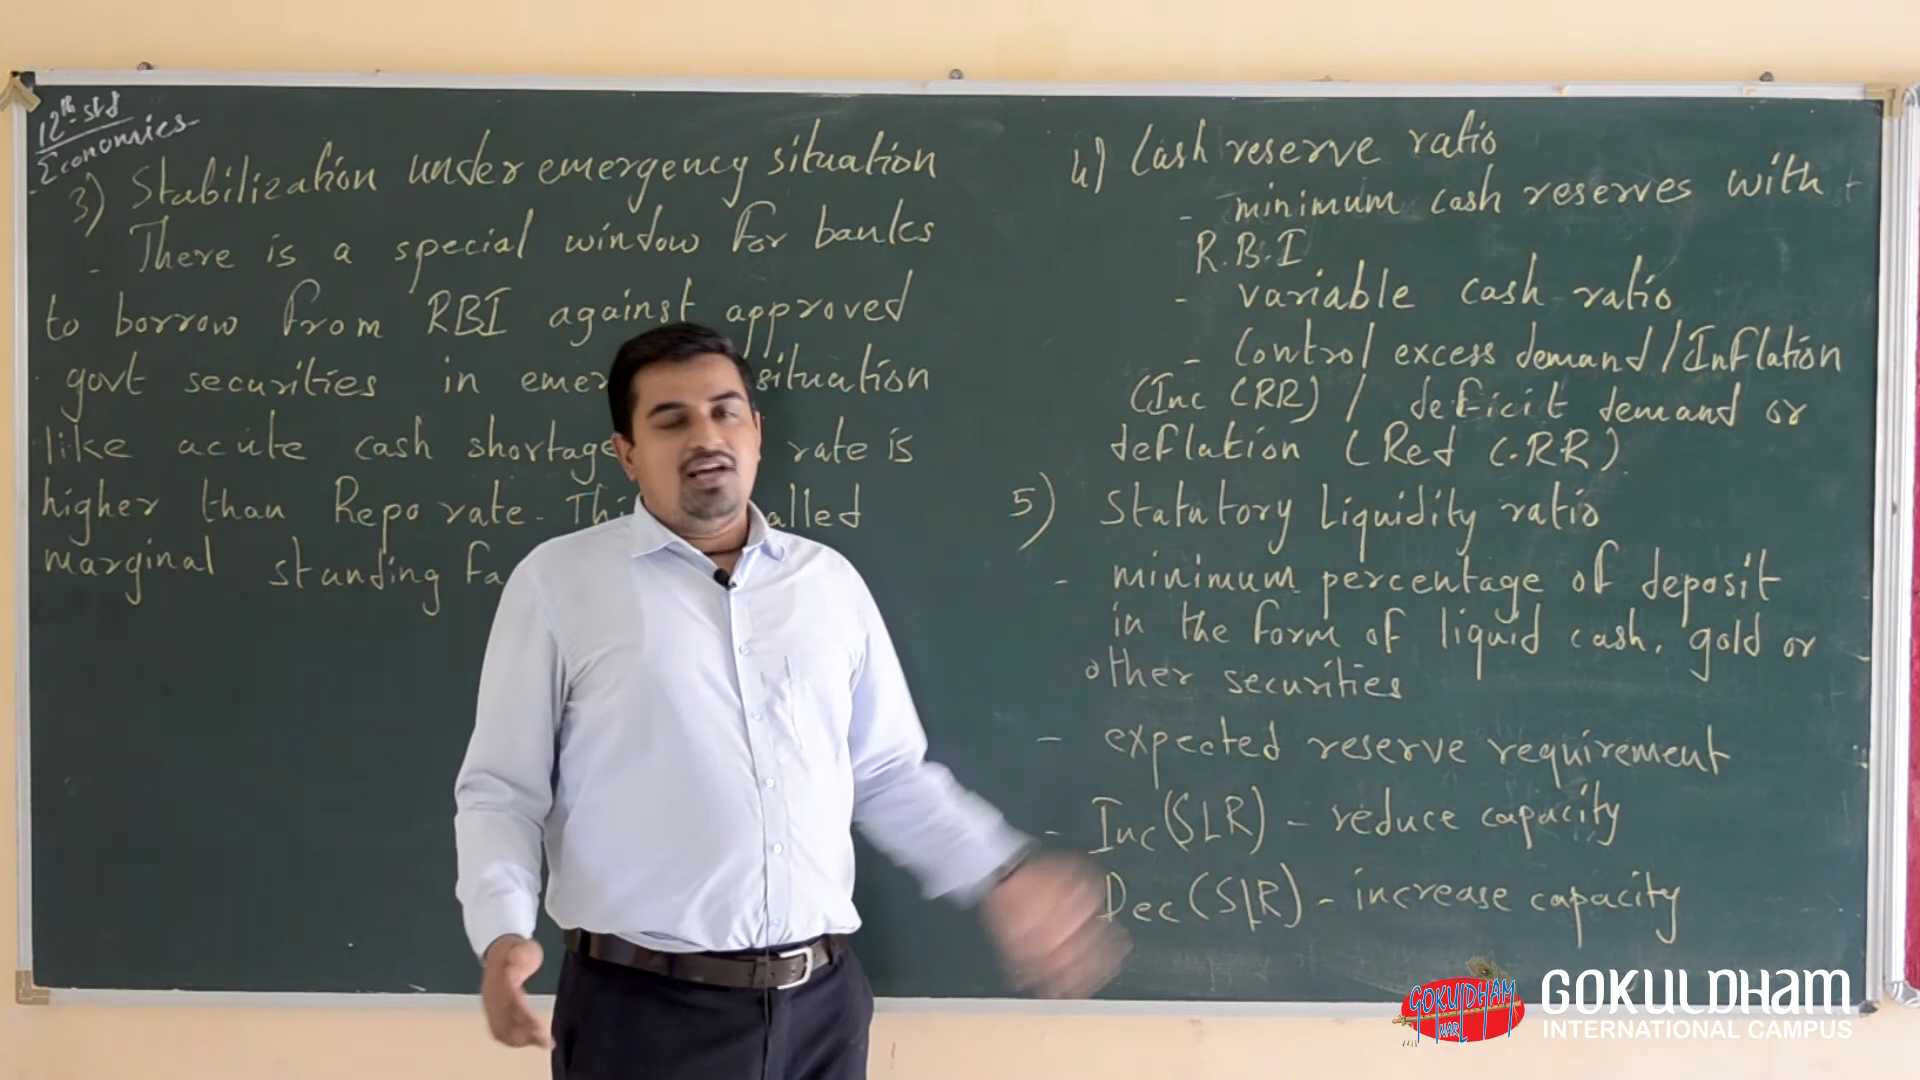 12th std
Economics
3) Stabilization under emergency situation
- There is a special window for banks
to borrow from RBI against approved
govt securities in emer situation
like acute cash shortage rate is
higher than Repo rate. Thi alled
marginal standing fa
4) Cash reserve ratio
- minimum cash reserves with
R.B.I
- variable cash ratio
- Control excess demand / Inflation
(Inc CRR) / deficit demand or
deflation (Red C.RR)
5) Statutory Liquidity ratio
- minimum percentage of deposit
in the form of liquid cash, gold or
other securities
- expected reserve requirement
- Inc (SLR) - reduce capacity
Dec (SLR) - increase capacity
GOKULDHAM NAR
GOKULDHAM
INTERNATIONAL CAMPUS